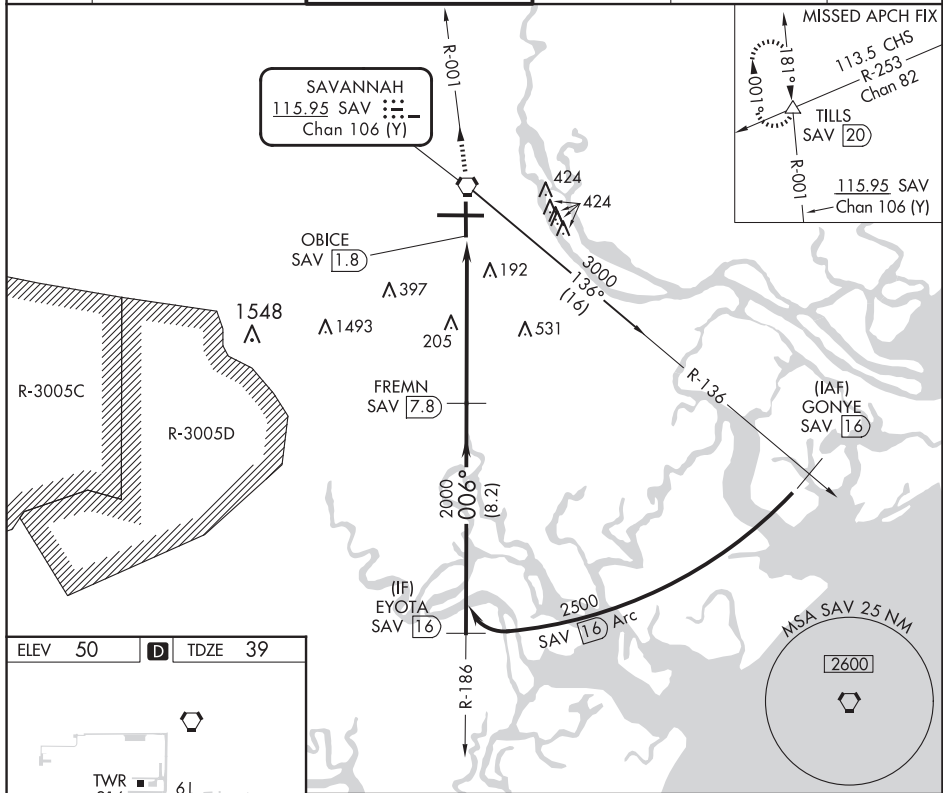 MISSED APCH FIX
113.5 CHS
R-253
Chan 82
181°
001°
TILLS
SAV 20
R-001
115.95 SAV
Chan 106 (Y)
R-001
SAVANNAH
115.95 SAV
Chan 106 (Y)
424
424
OBICE
SAV 1.8
192
3000
136°
(16)
397
1548
1493
205
531
R-3005C
R-3005D
FREMN
SAV 7.8
R-136
(IAF)
GONYE
SAV 16
2000
006°
(8.2)
(IF)
EYOTA
SAV 16
2500
SAV 16 Arc
R-186
MSA SAV 25 NM
2600
ELEV 50 D TDZE 39
TWR